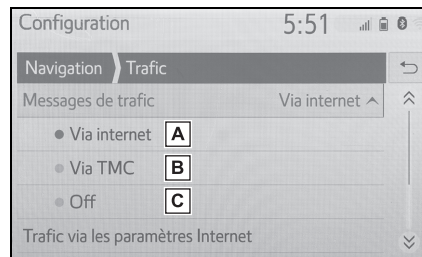 Configuration 5:51
Navigation Trafic
Messages de trafic Via internet
Via internet A
Via TMC B
Off C
Trafic via les paramètres Internet